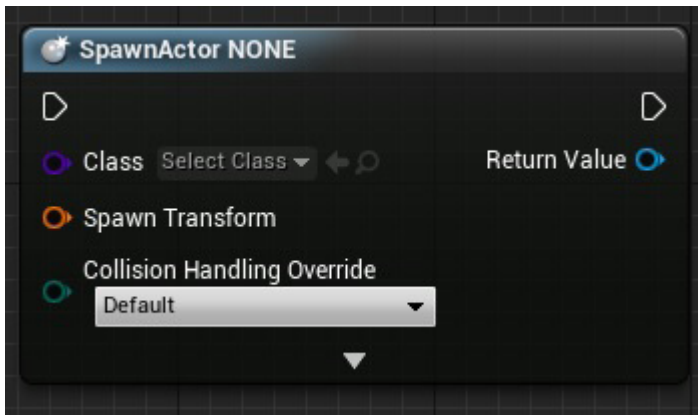 SpawnActor NONE
Class Select Class Return Value
Spawn Transform
Collision Handling Override
Default